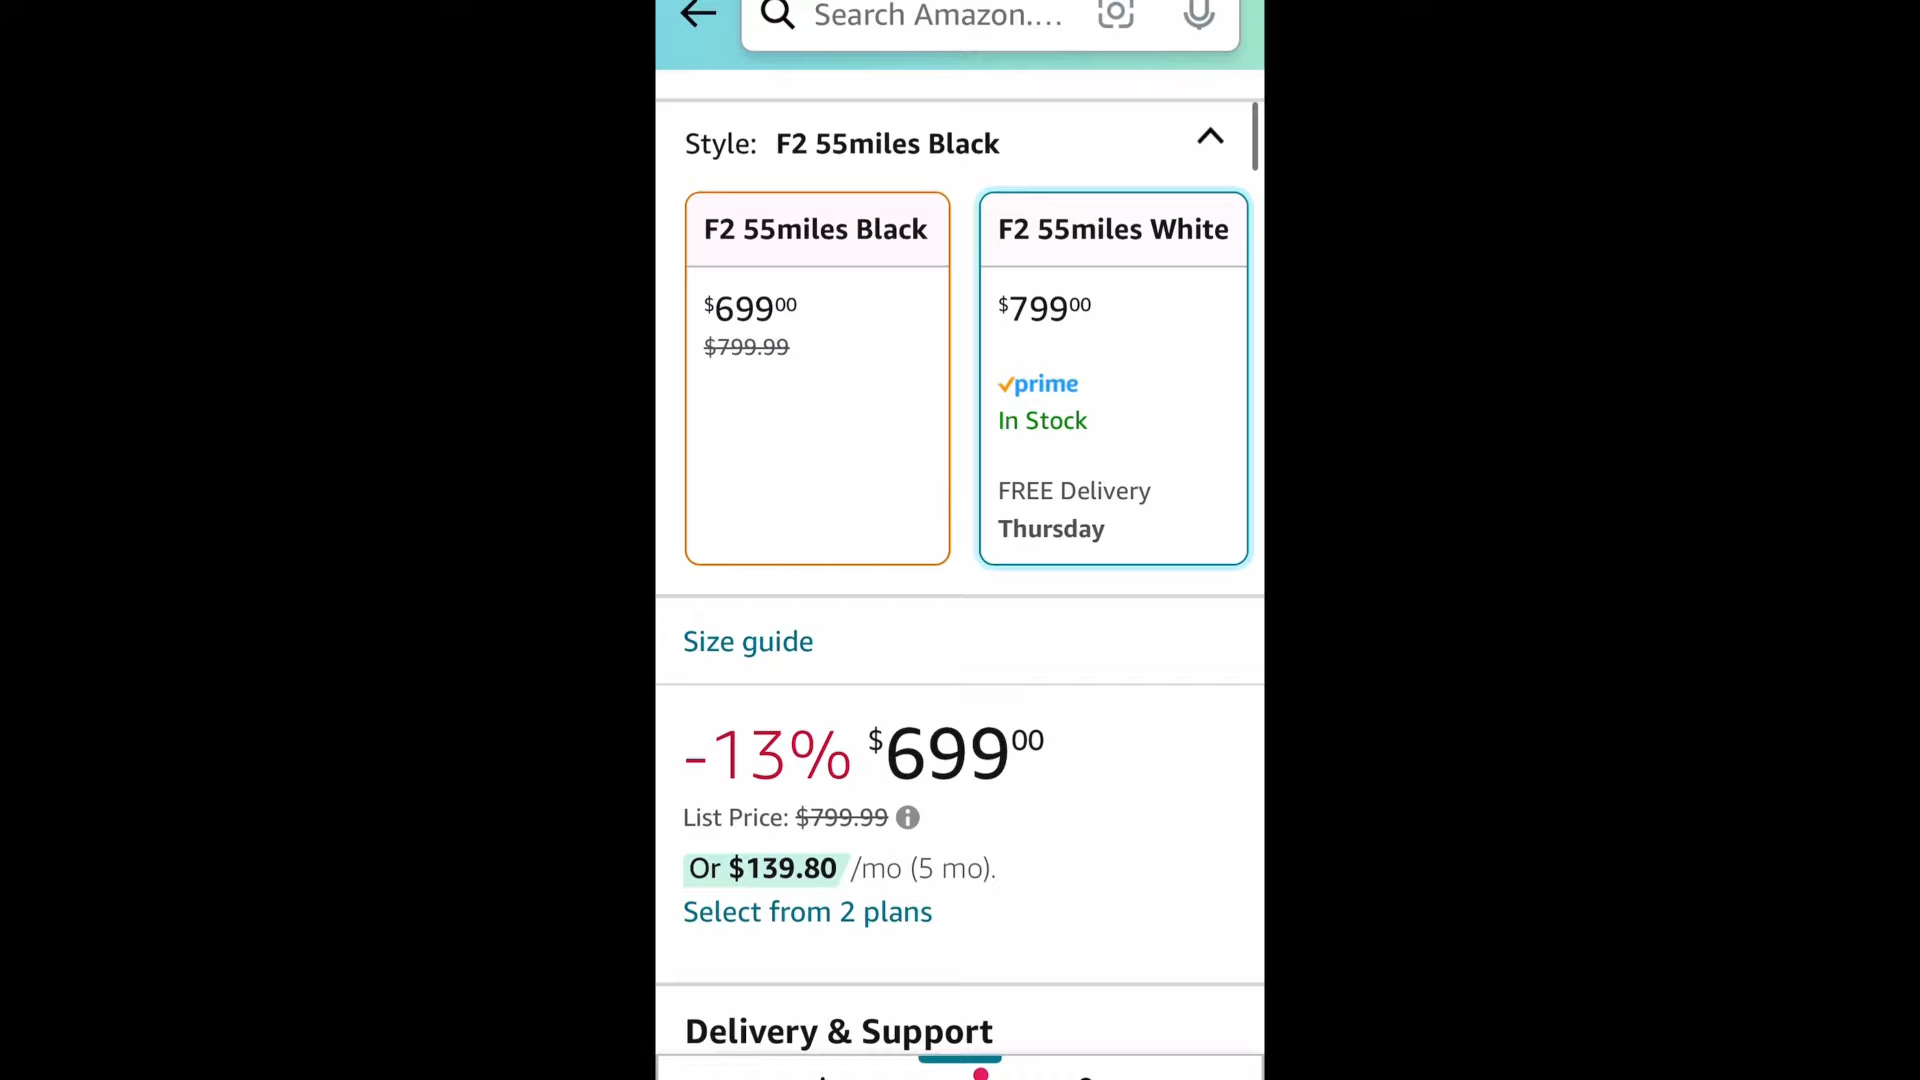 Search Amazon....
Style: F2 55miles Black
F2 55miles Black
$69900
$799.99
F2 55miles White
$79900
prime
In Stock
FREE Delivery
Thursday
Size guide
-13% $69900
List Price: $799.99
Or $139.80 /mo (5 mo).
Select from 2 plans
Delivery & Support